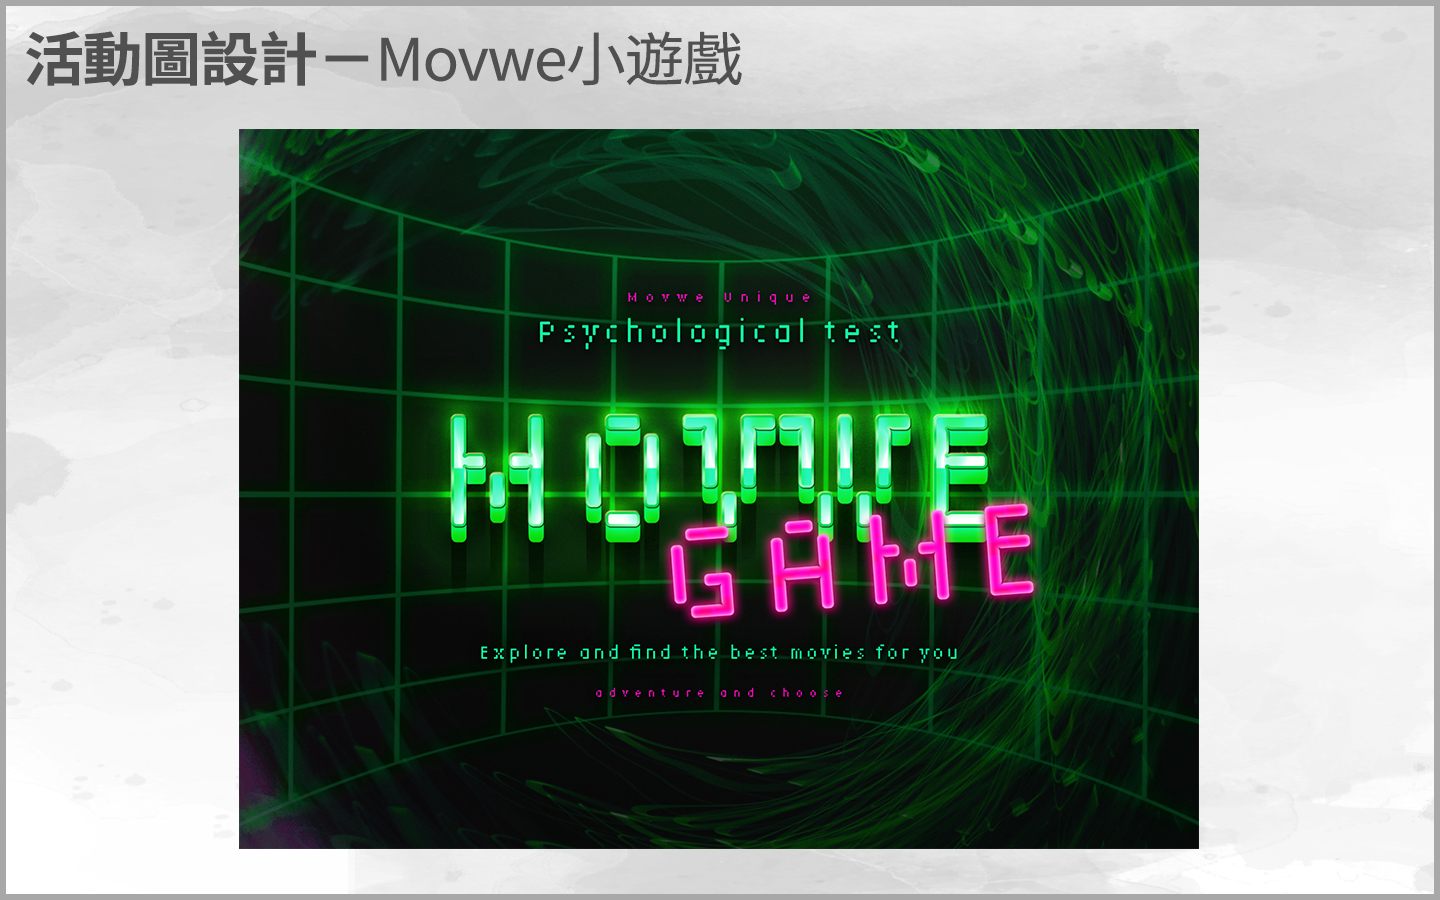 活動圖設計－Movwe小遊戲
Movwe Unique
Psychological test
MOVWE
GAME
Explore and find the best movies for you
adventure and choose